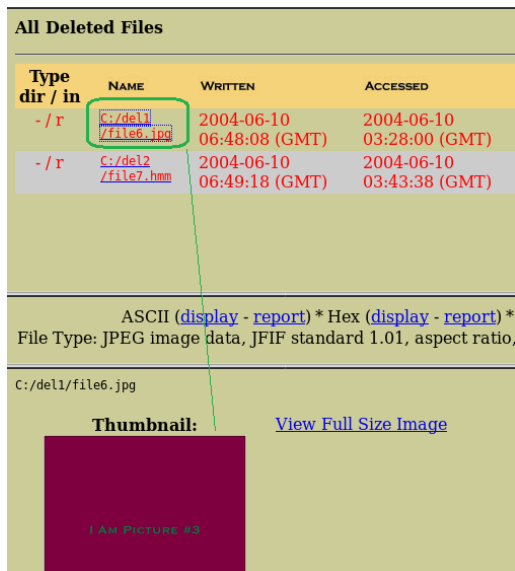 All Deleted Files
Type
dir / in
NAME
WRITTEN
ACCESSED
- / r
C:/del1
/file6.jpg
2004-06-10
06:48:08 (GMT)
2004-06-10
03:28:00 (GMT)
- / r
C:/del2
/file7.hmm
2004-06-10
06:49:18 (GMT)
2004-06-10
03:43:38 (GMT)
ASCII (display - report) * Hex (display - report) *
File Type: JPEG image data, JFIF standard 1.01, aspect ratio,
C:/del1/file6.jpg
Thumbnail:
View Full Size Image
I AM PICTURE #3